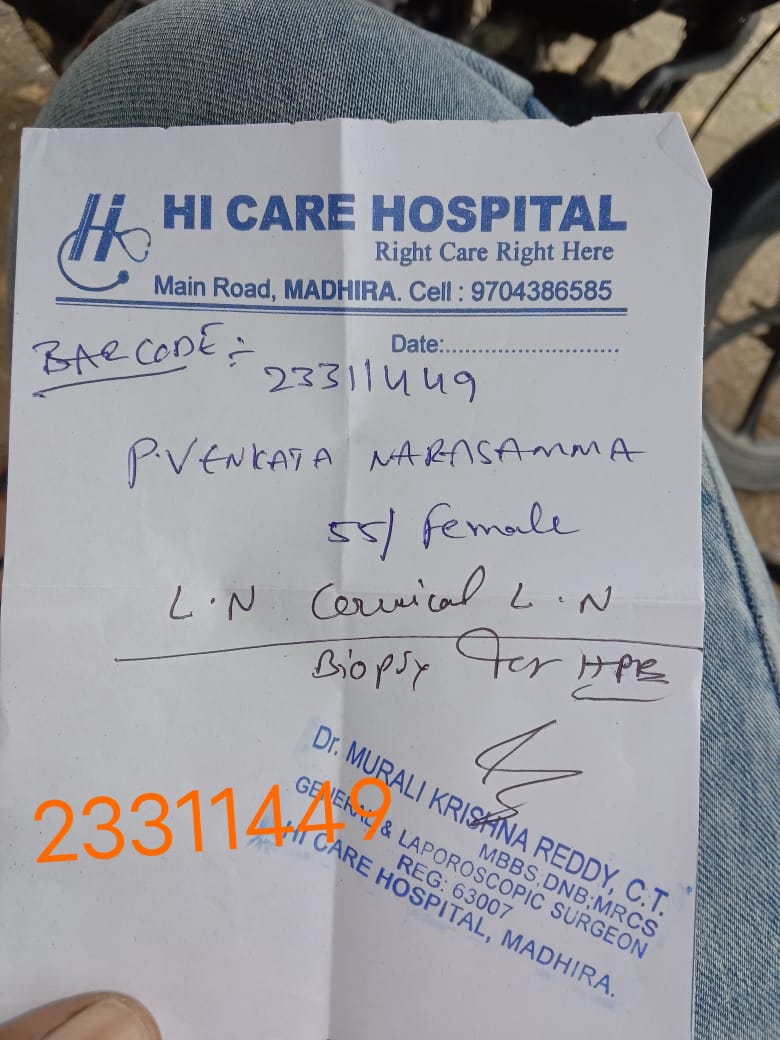 Hi
HI CARE HOSPITAL
Right Care Right Here
Main Road, MADHIRA. Cell : 9704386585
Date:.............................
BARCODE :-
23311449
P.VENKATA NARASAMMA
55/ Female
L.N Cervical L.N
Biopsy for HPE
Dr. MURALI KRISHNA REDDY, C.T.
MBBS;DNB;MRCS
GENERAL & LAPOROSCOPIC SURGEON
REG: 63007
HI CARE HOSPITAL, MADHIRA.
23311449